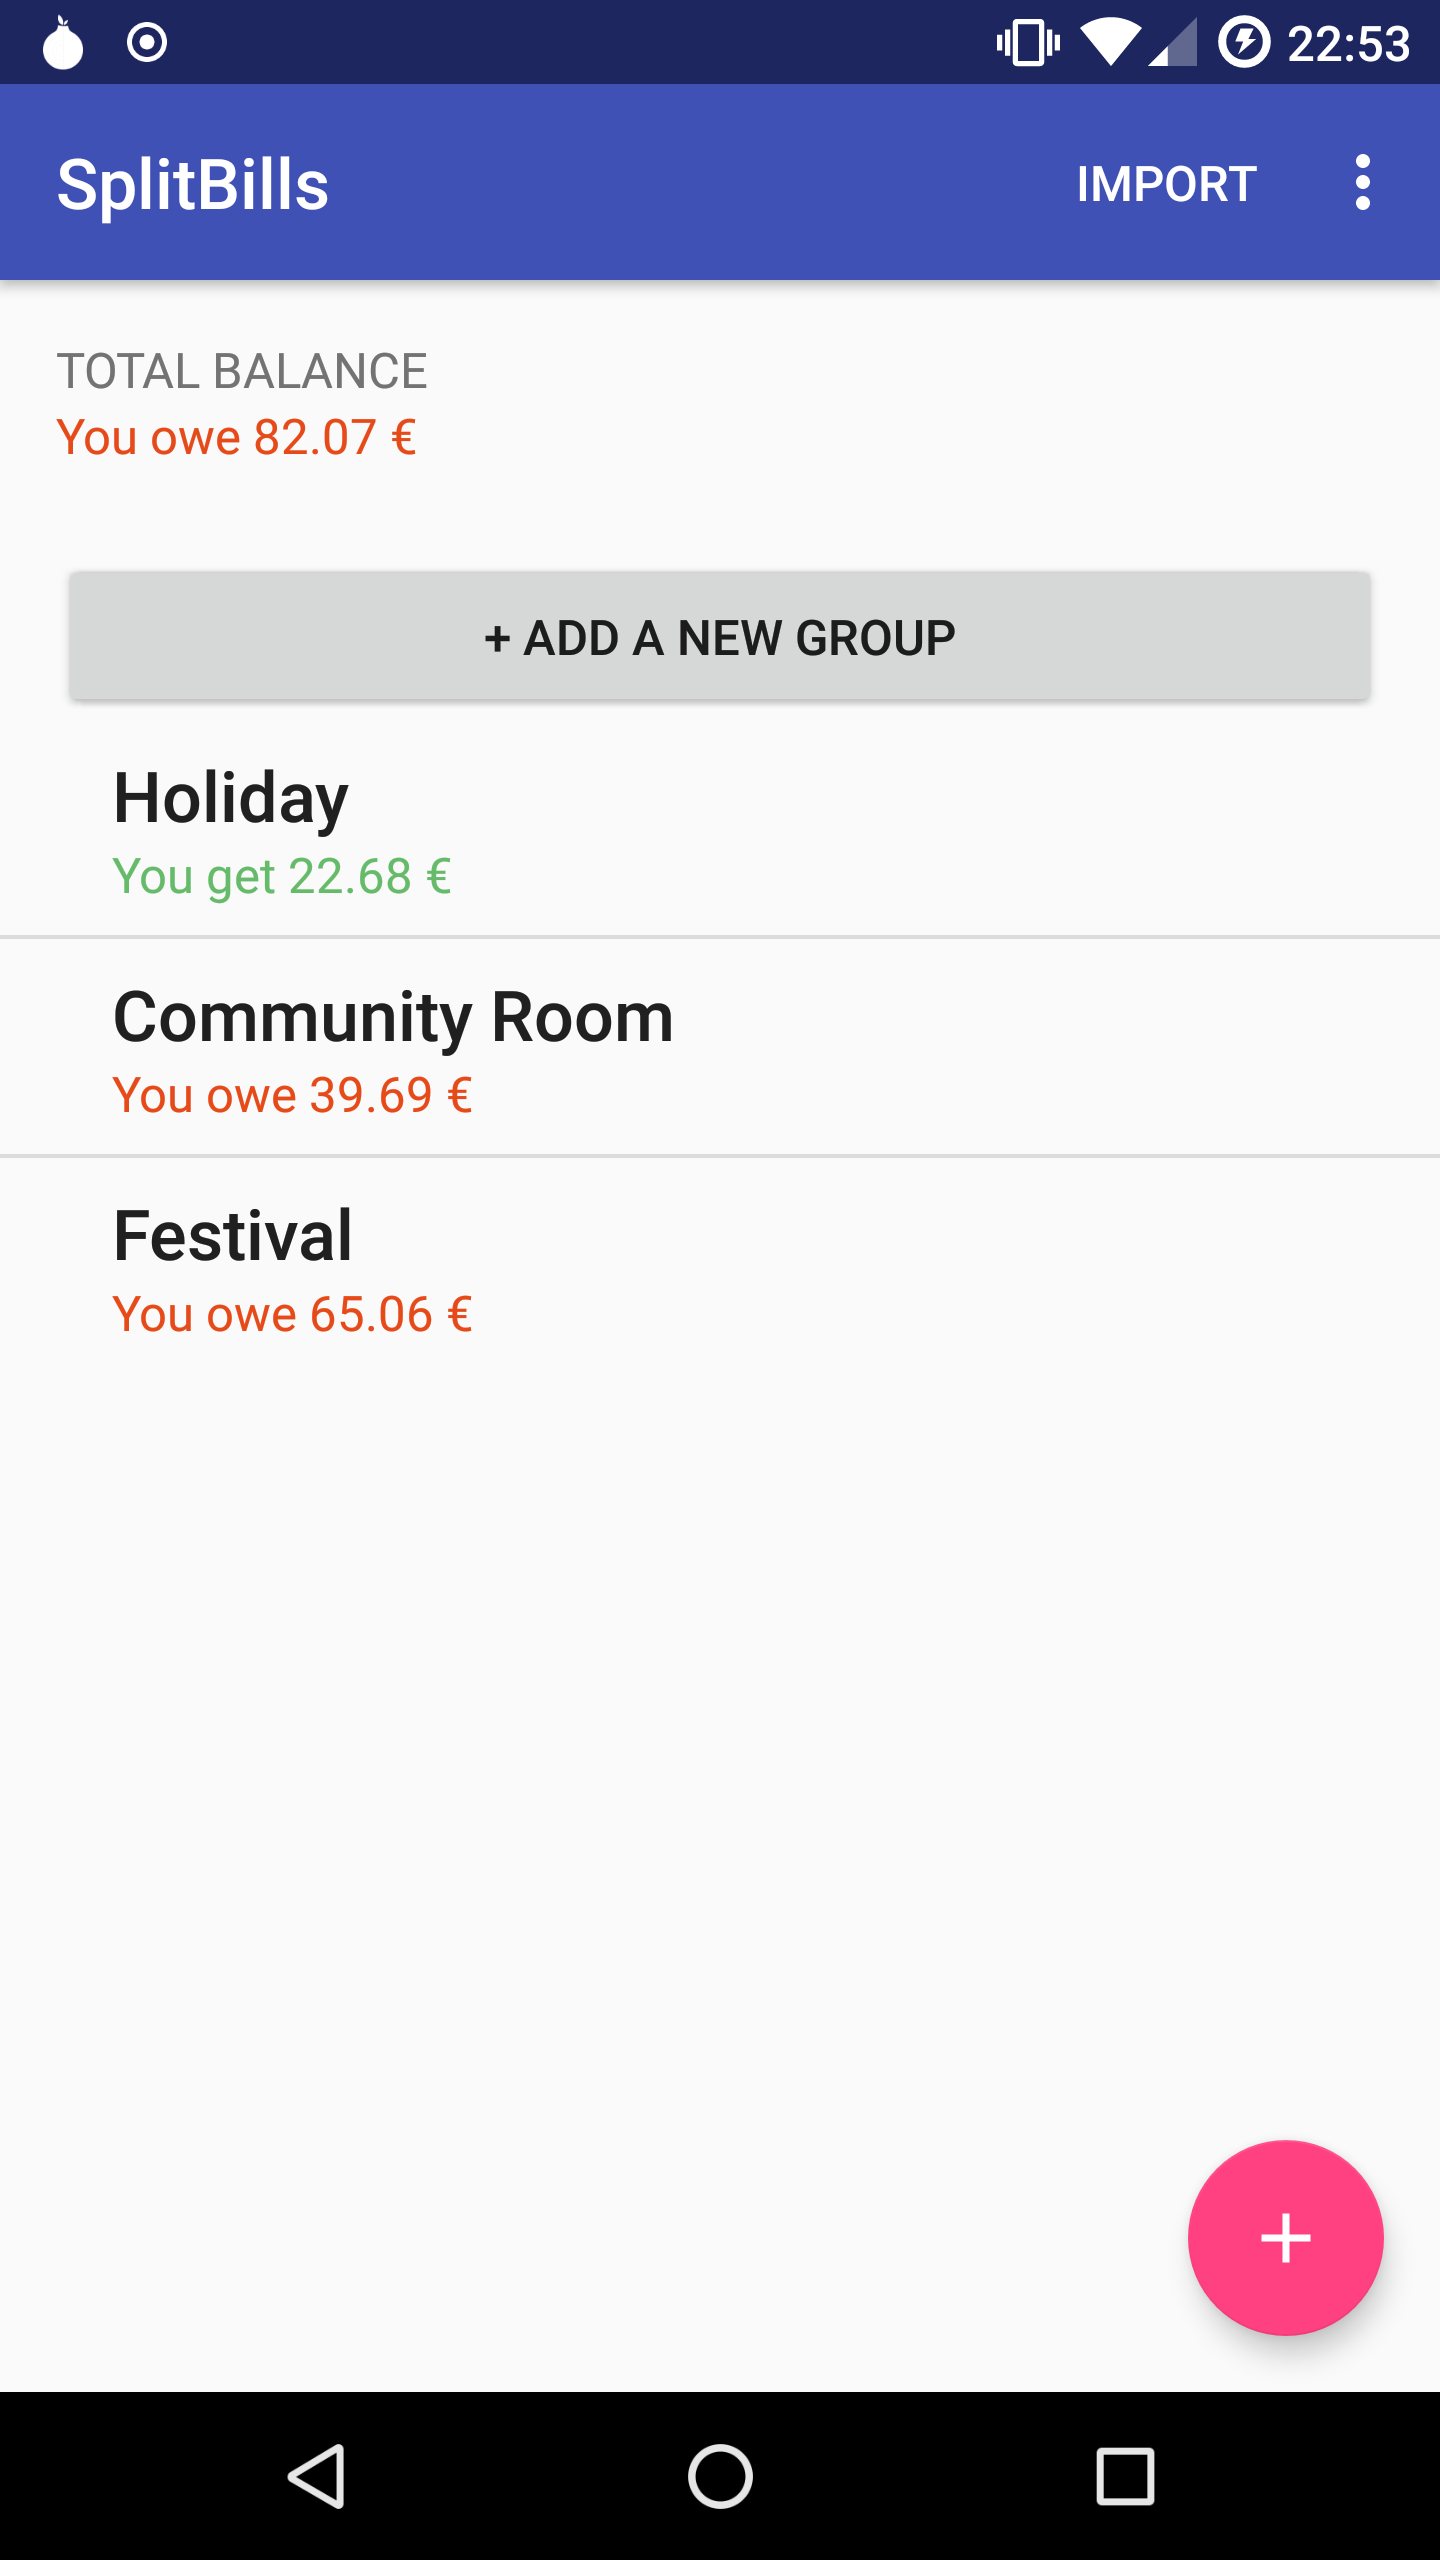 22:53
SplitBills
IMPORT
TOTAL BALANCE
You owe 82.07 €
+ ADD A NEW GROUP
Holiday
You get 22.68 €
Community Room
You owe 39.69 €
Festival
You owe 65.06 €